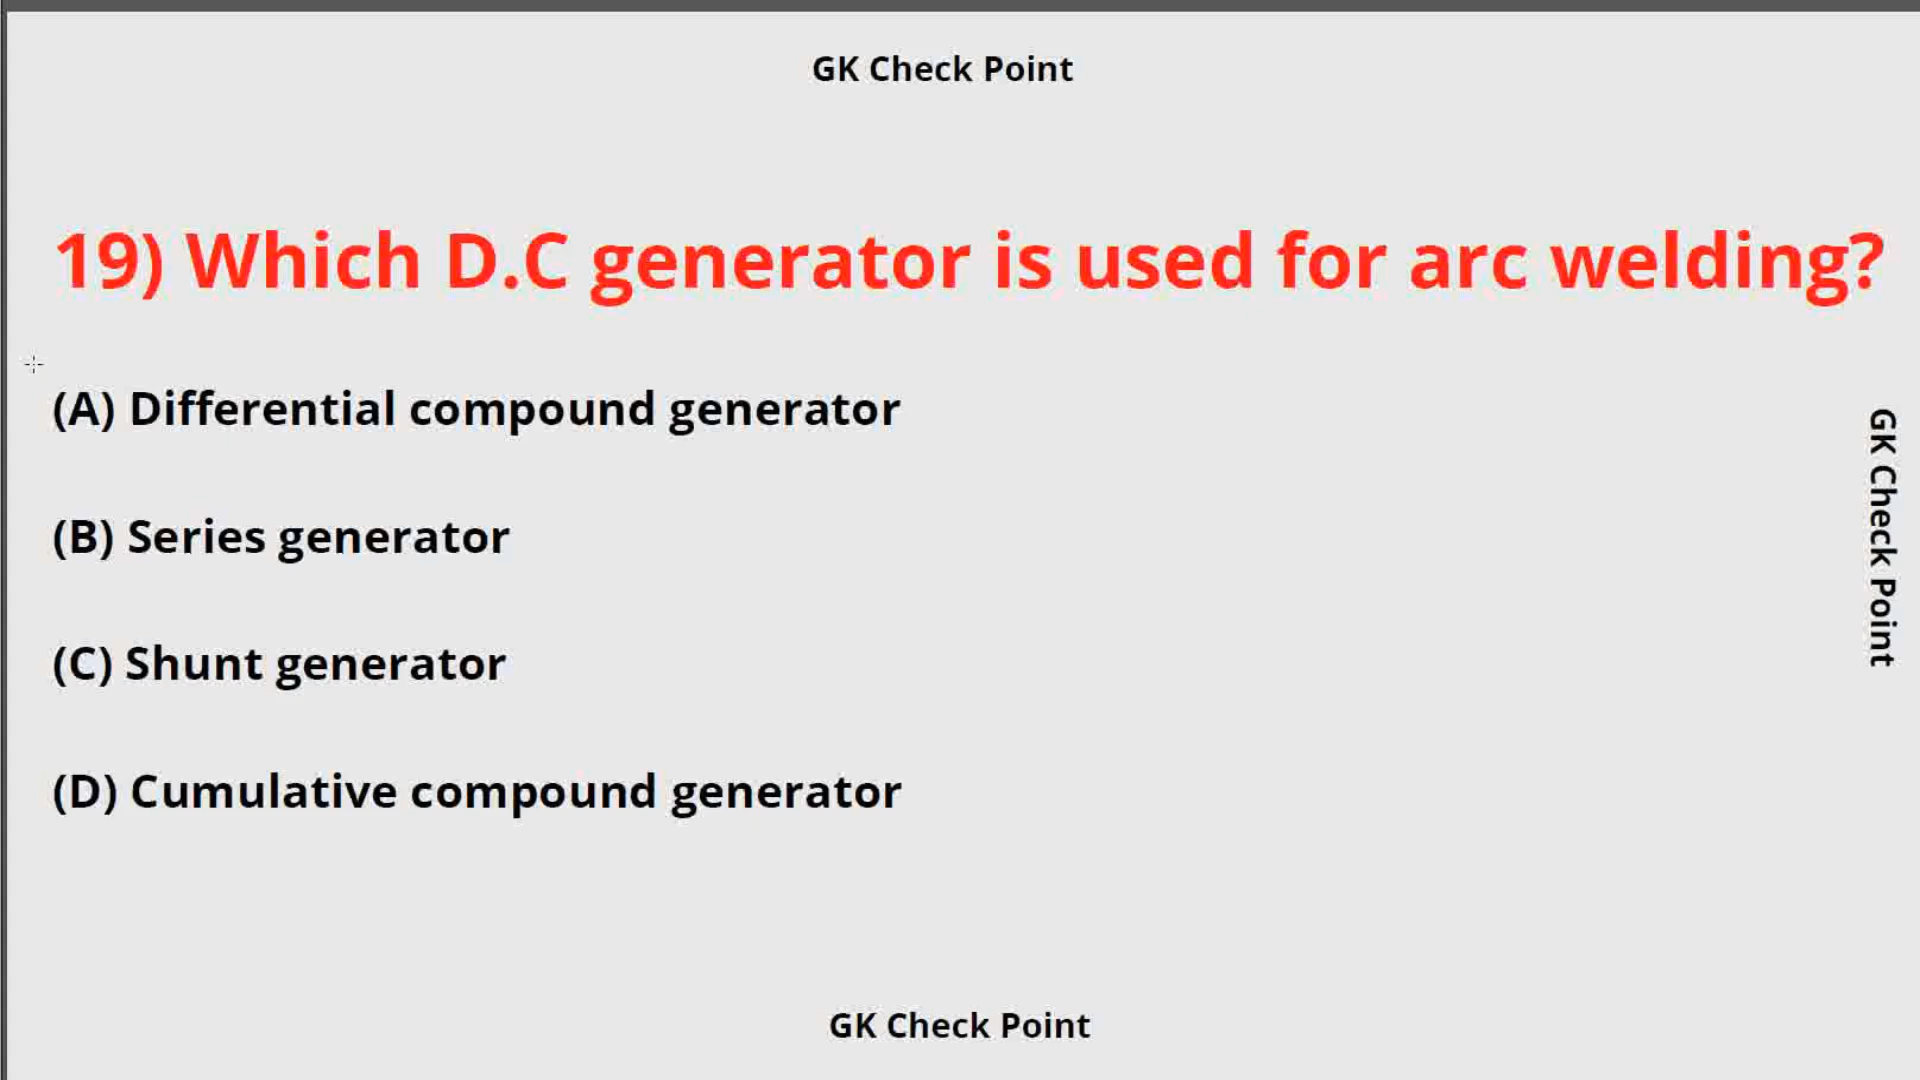 GK Check Point
19) Which D.C generator is used for arc welding?
(A) Differential compound generator
(B) Series generator
(C) Shunt generator
(D) Cumulative compound generator
GK Check Point
GK Check Point